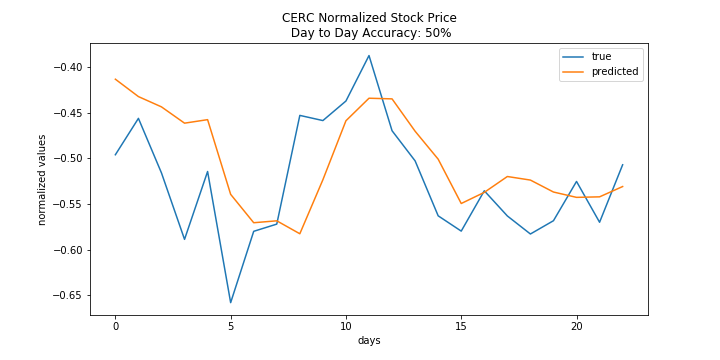 CERC Normalized Stock Price
Day to Day Accuracy: 50%
true
predicted
−0.40
−0.45
−0.50
−0.55
−0.60
−0.65
normalized values
0
5
10
15
20
days